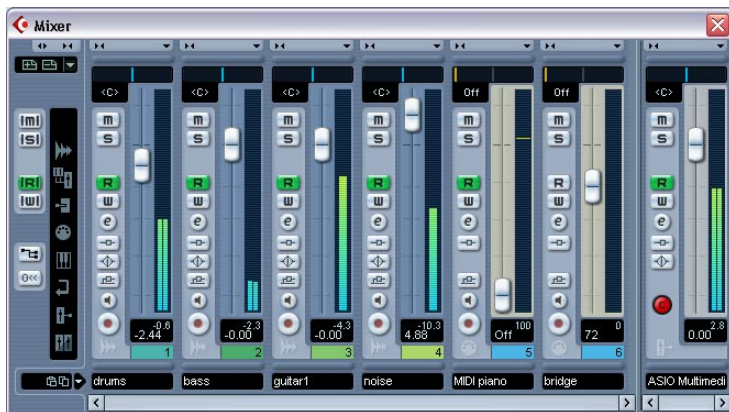 Mixer
<C> <C> <C> <C> Off Off <C>
m m m m m m m m
S S S S S S S S
R R R R R R R R
W W W W W W W W
e e e e e e e
0<<
C
-0.6 -2.3 -4.3 -10.3 100 0 2.8
-2.44 -0.00 -0.00 4.88 Off 72 0.00
1 2 3 4 5 6
drums bass guitar1 noise MIDI piano bridge ASIO Multimedi